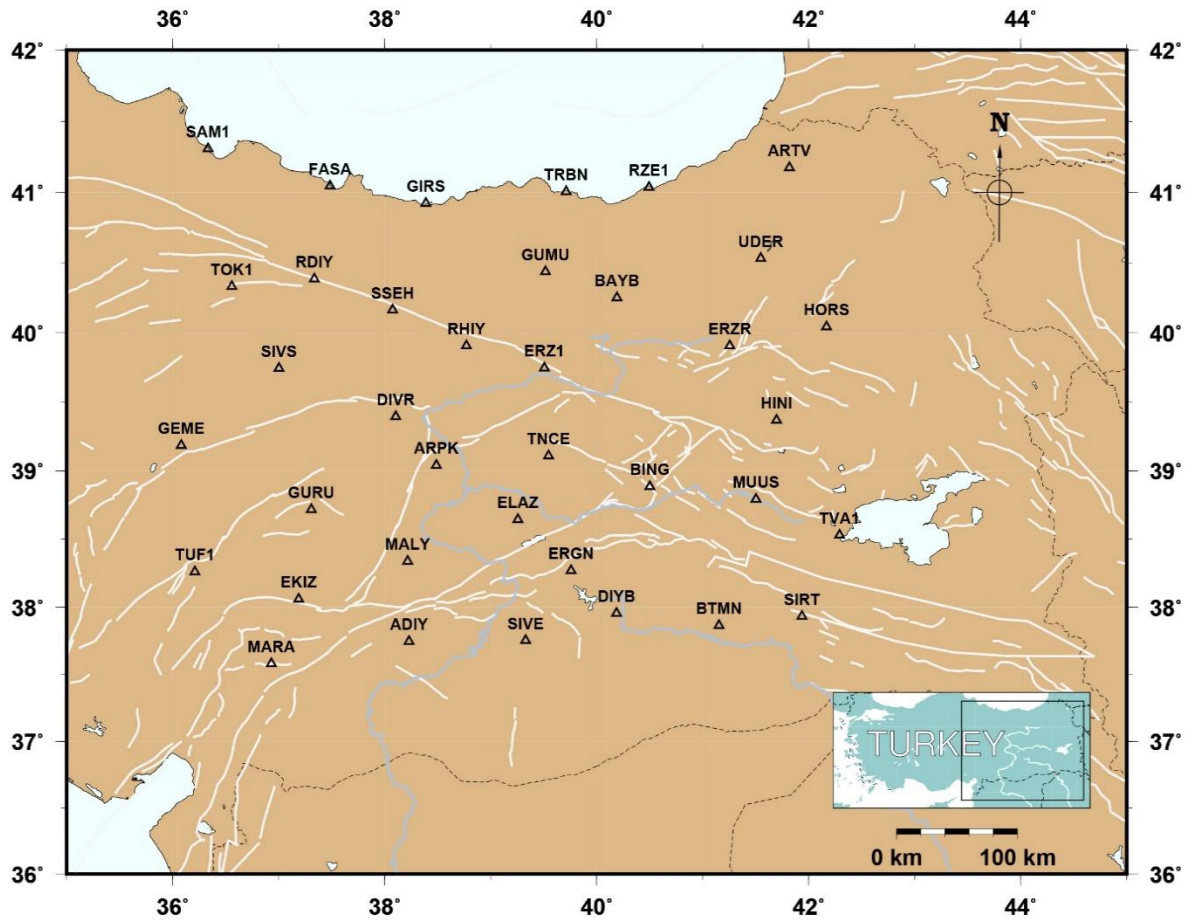 36° 38° 40° 42° 44°
42° 42°
N
SAM1
ARTV
FASA
TRBN
RZE1
GIRS
41° 41°
UDER
GUMU
RDIY
TOK1
BAYB
SSEH
HORS
40° 40°
RHIY
ERZR
SIVS
ERZ1
DIVR
HINI
GEME
TNCE
ARPK
39° 39°
BING
MUUS
GURU
ELAZ
TVA1
TUF1
MALY
ERGN
EKIZ
38° 38°
DIYB
BTMN
SIRT
ADIY
SIVE
MARA
37° 37°
TURKEY
0 km 100 km
36° 36°
36° 38° 40° 42° 44°